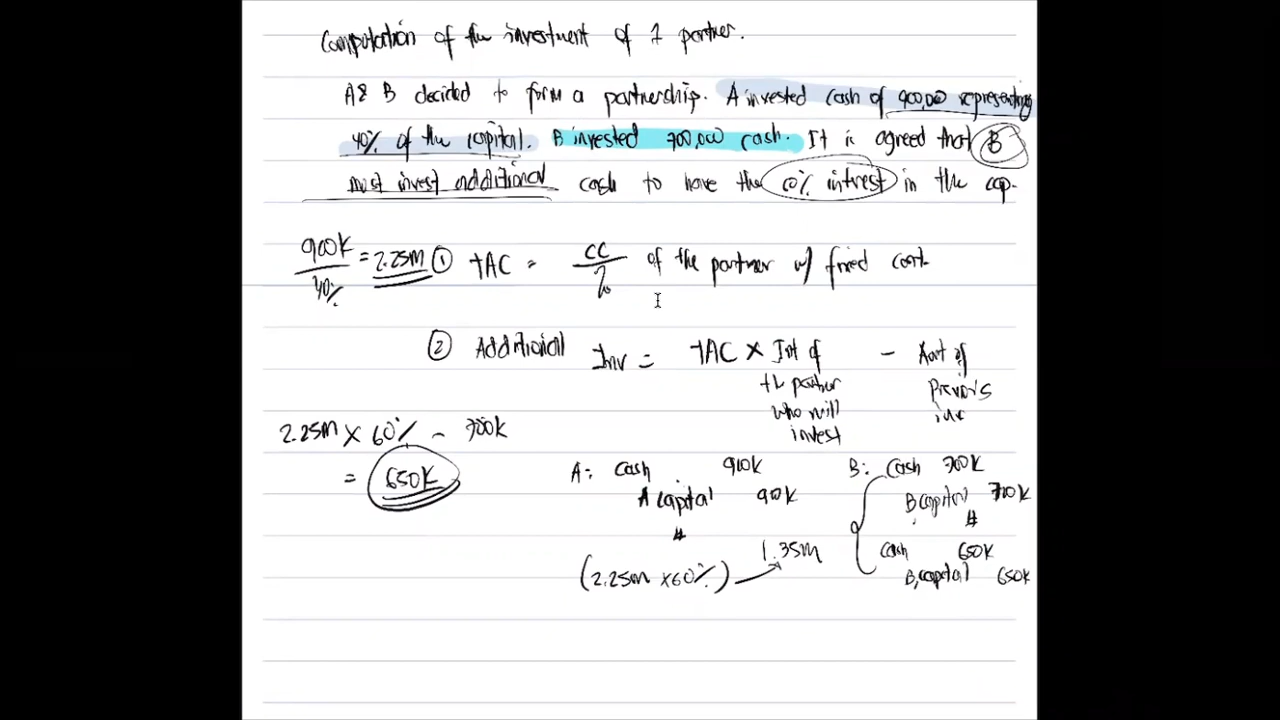 Computation of the investment of 1 partner.
A & B decided to form a partnership. A invested cash of 900,000 representing
40% of the capital. B invested 700,000 cash. It is agreed that B
must invest additional cash to have the 60% intrest in the cap.
900K / 40% = 2.25M ① TAC = CC / % of the partner w/ fixed cont.
② Additional Inv = TAC × Int of the partner who will invest - Amt of previous inv
2.25M × 60% - 700K
= 650K
A: Cash 900K
A capital 900K
B: Cash 700K
B capital 700K
Cash 650K
B, capital 650K
(2.25M × 60%) → 1.35M